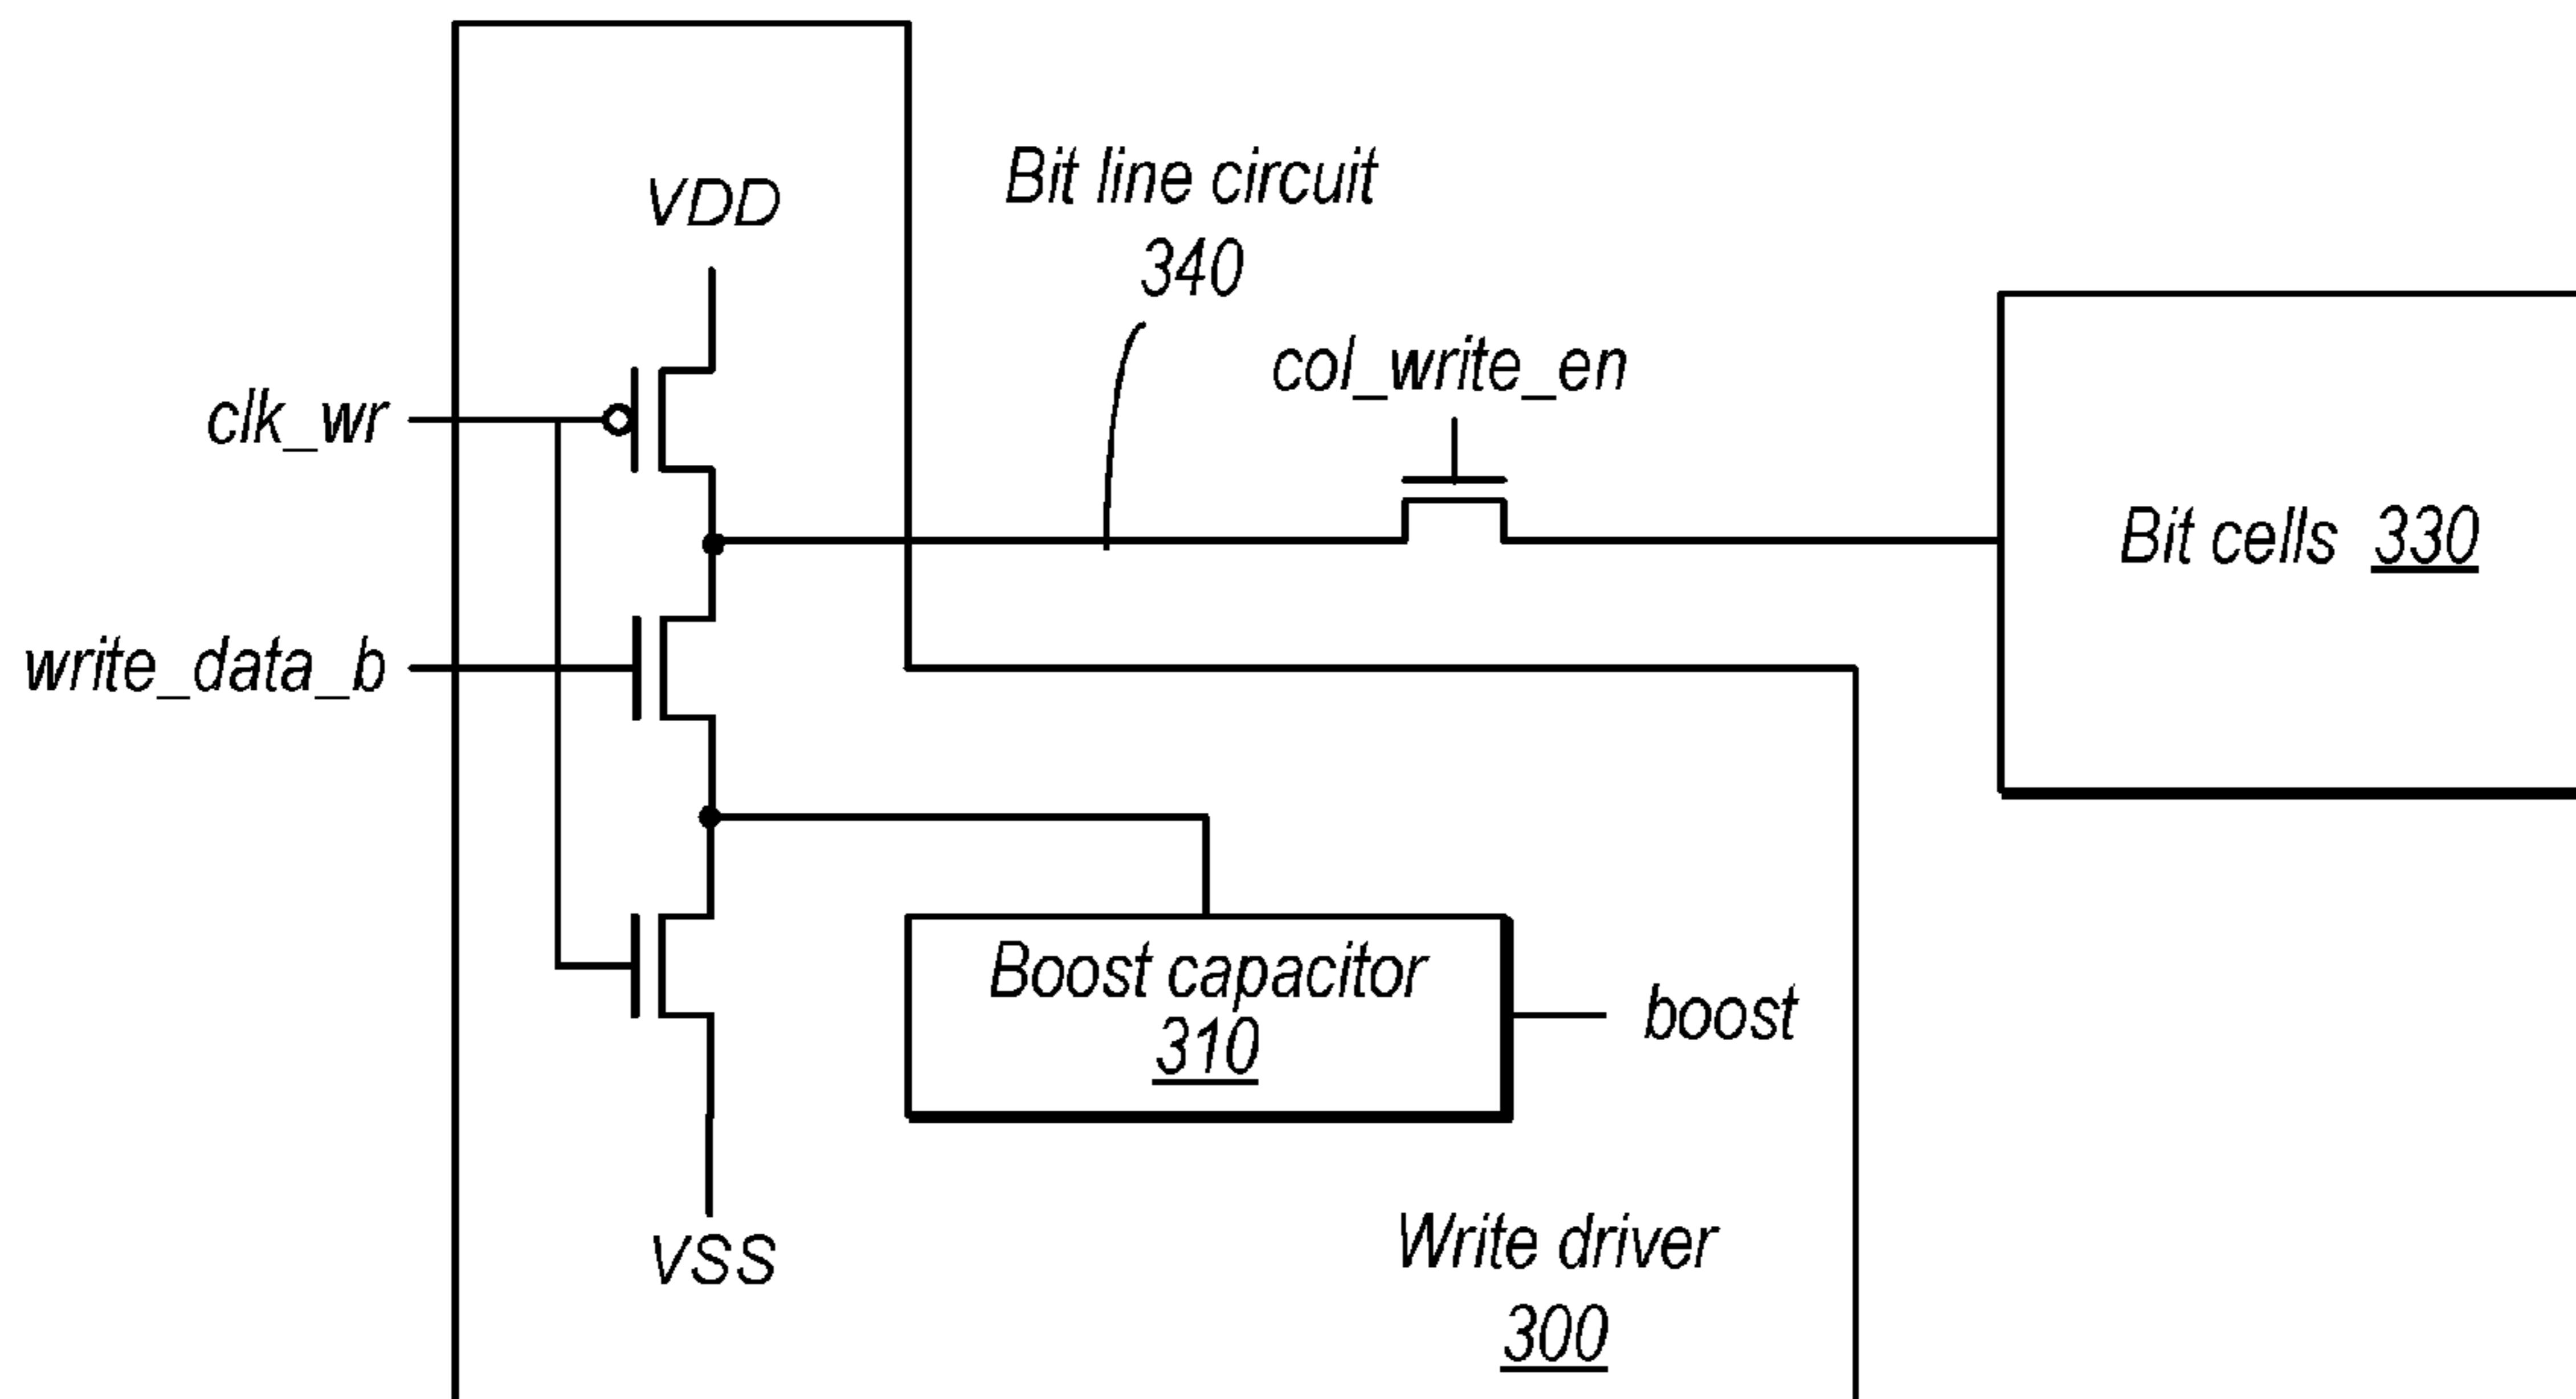 VDD
Bit line circuit
340
clk_wr
col_write_en
Bit cells 330
write_data_b
Boost capacitor
310
boost
VSS
Write driver
300